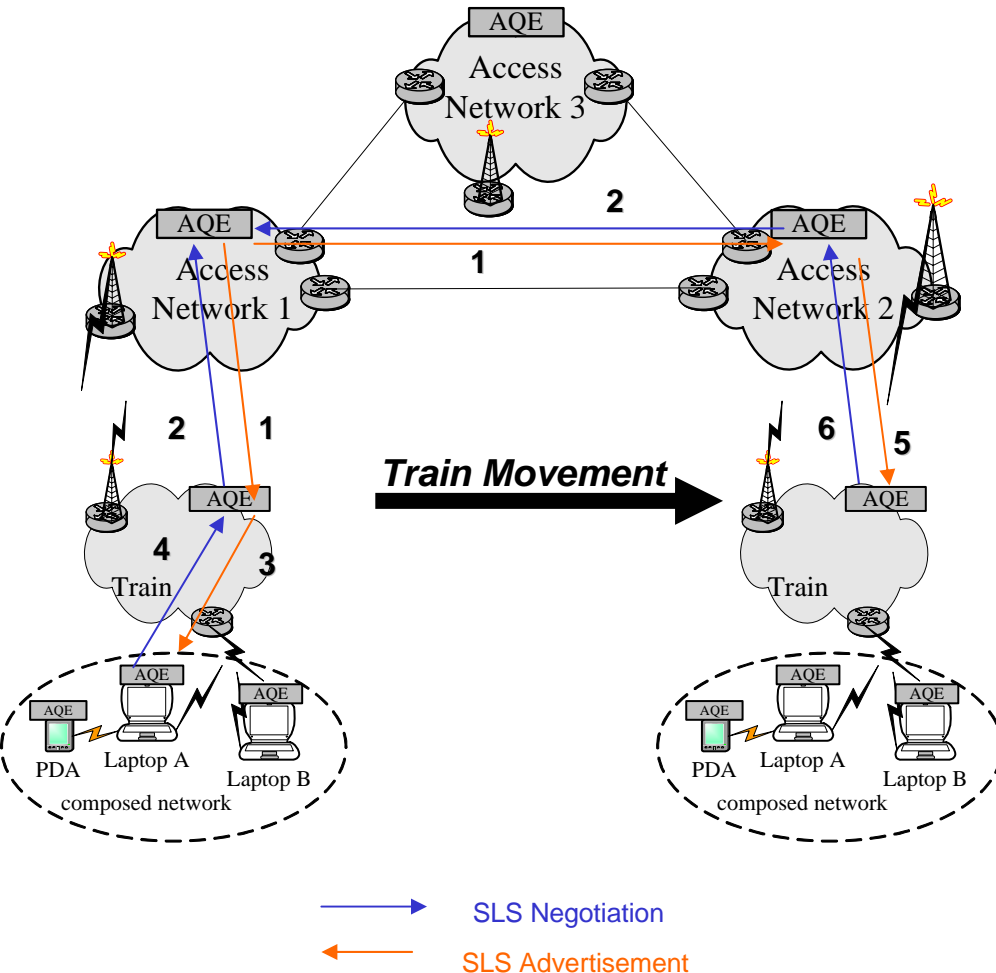 AQE
Access
Network 3
2
1
AQE
Access
Network 1
AQE
Access
Network 2
2
1
6
5
Train Movement
AQE
4
3
Train
AQE
Train
AQE
AQE
AQE
PDA
Laptop A
Laptop B
composed network
AQE
AQE
AQE
PDA
Laptop A
Laptop B
composed network
SLS Negotiation
SLS Advertisement